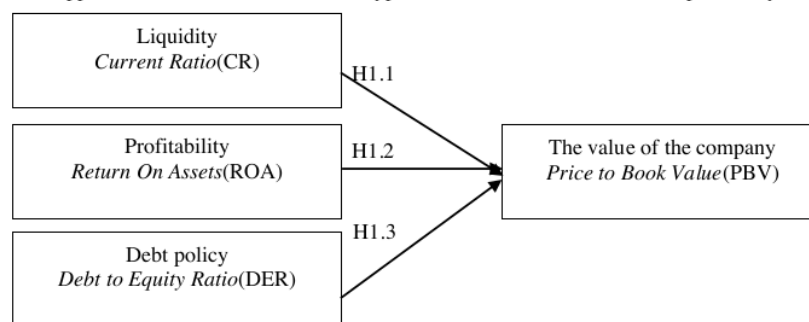 Liquidity
Current Ratio(CR)
H1.1
Profitability
Return On Assets(ROA)
H1.2
The value of the company
Price to Book Value(PBV)
H1.3
Debt policy
Debt to Equity Ratio(DER)